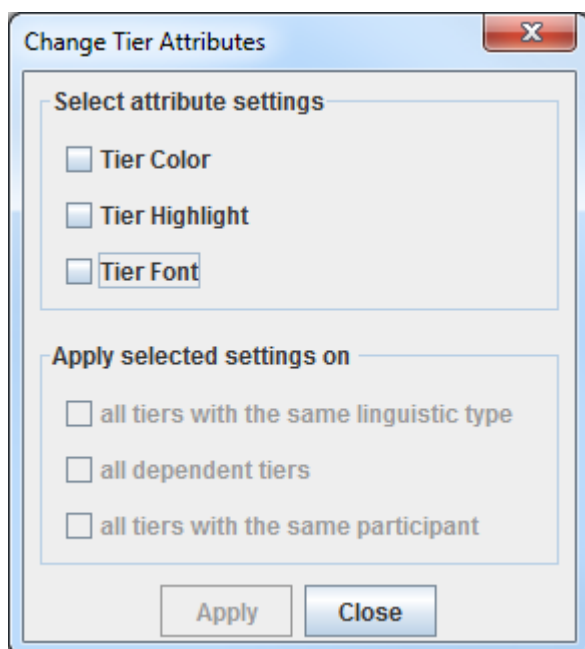 Change Tier Attributes
Select attribute settings
Tier Color
Tier Highlight
Tier Font
Apply selected settings on
all tiers with the same linguistic type
all dependent tiers
all tiers with the same participant
Apply
Close